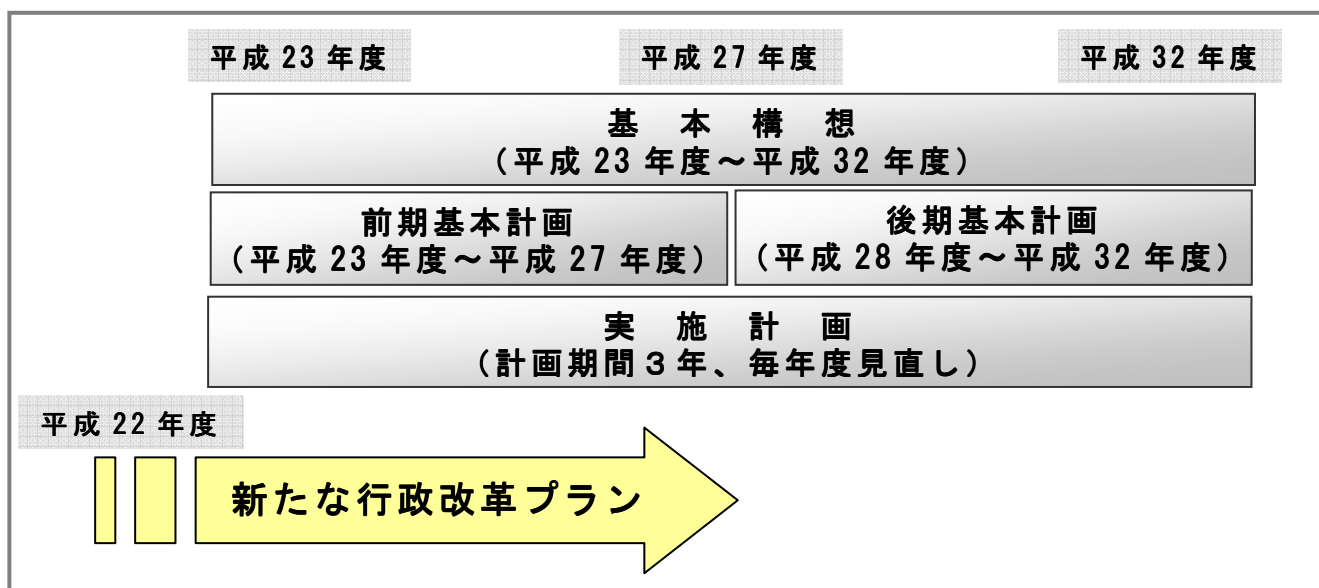 平成 23 年度
平成 27 年度
平成 32 年度
基　本　構　想
（平成 23 年度～平成 32 年度）
前期基本計画
（平成 23 年度～平成 27 年度）
後期基本計画
（平成 28 年度～平成 32 年度）
実　施　計　画
（計画期間３年、毎年度見直し）
平成 22 年度
新たな行政改革プラン